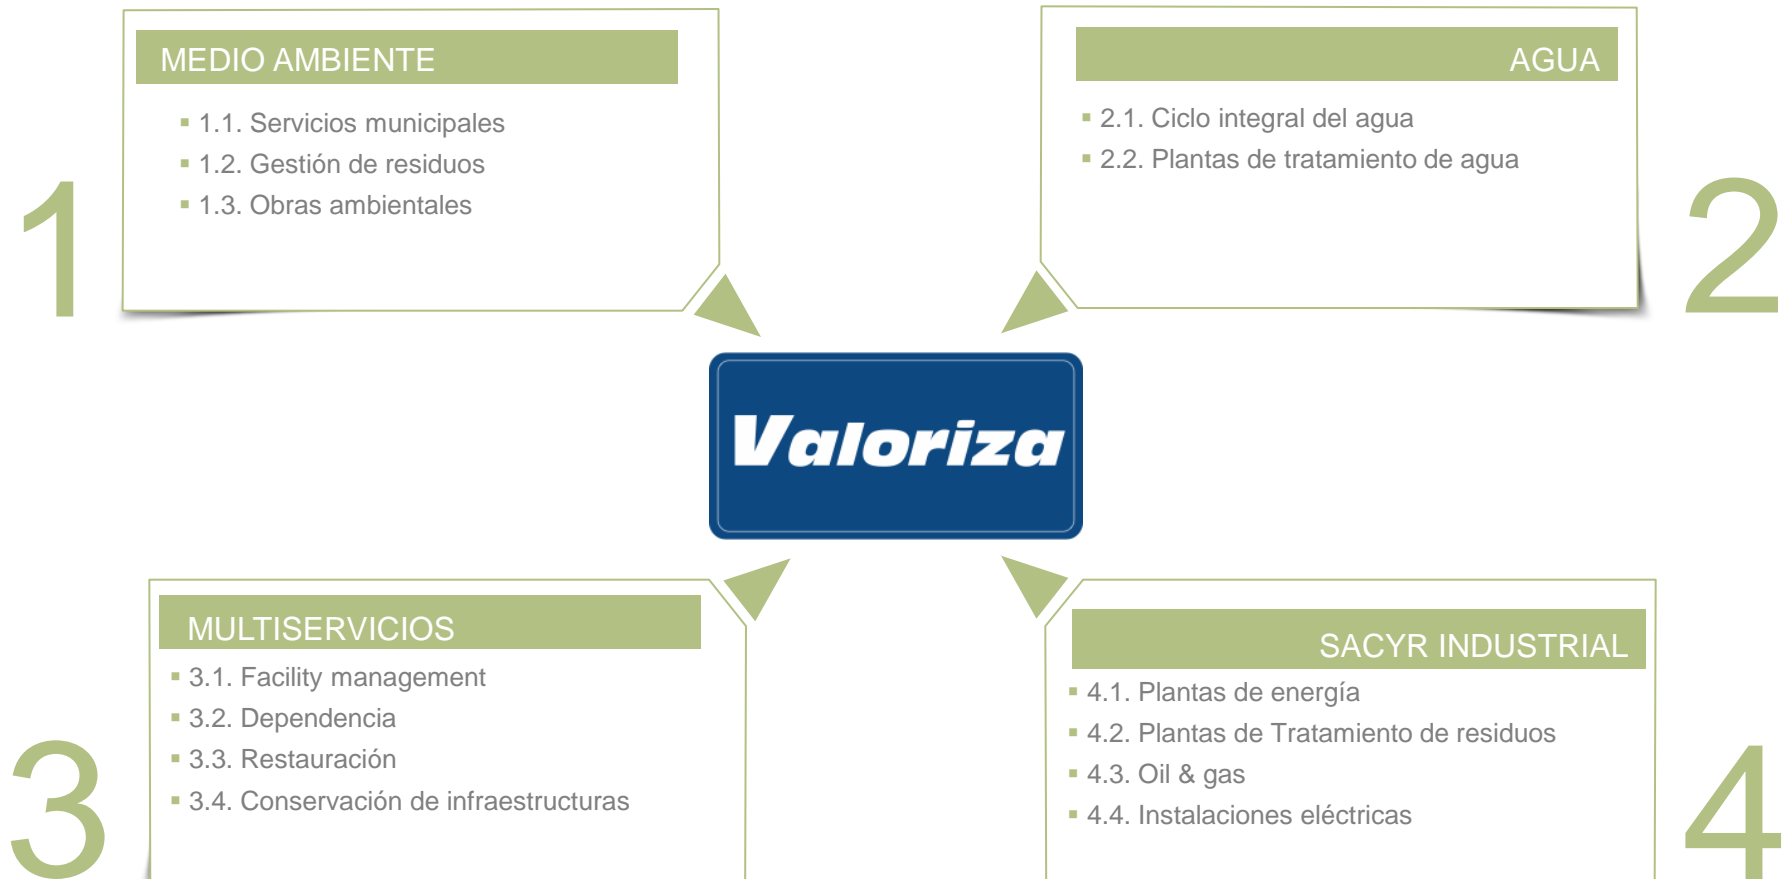 1
MEDIO AMBIENTE
1.1. Servicios municipales
1.2. Gestión de residuos
1.3. Obras ambientales
2
AGUA
2.1. Ciclo integral del agua
2.2. Plantas de tratamiento de agua
Valoriza
3
MULTISERVICIOS
3.1. Facility management
3.2. Dependencia
3.3. Restauración
3.4. Conservación de infraestructuras
4
SACYR INDUSTRIAL
4.1. Plantas de energía
4.2. Plantas de Tratamiento de residuos
4.3. Oil & gas
4.4. Instalaciones eléctricas